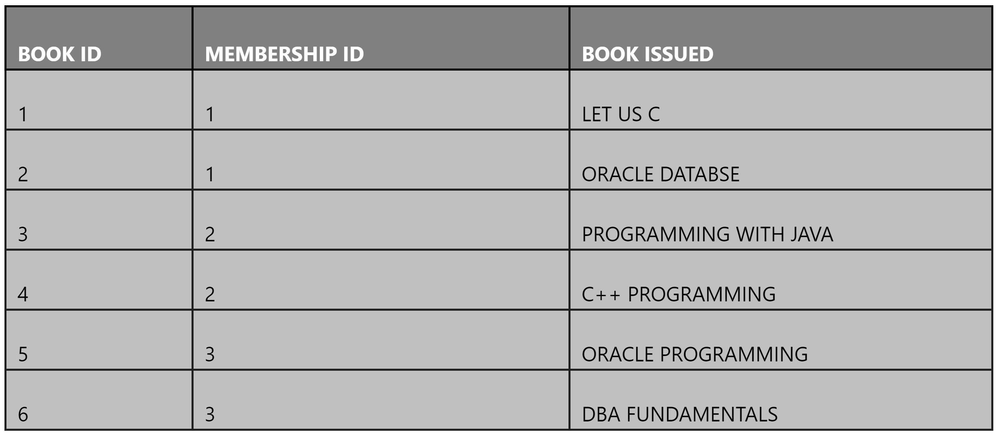 BOOK ID MEMBERSHIP ID BOOK ISSUED
1 1 LET US C
2 1 ORACLE DATABSE
3 2 PROGRAMMING WITH JAVA
4 2 C++ PROGRAMMING
5 3 ORACLE PROGRAMMING
6 3 DBA FUNDAMENTALS